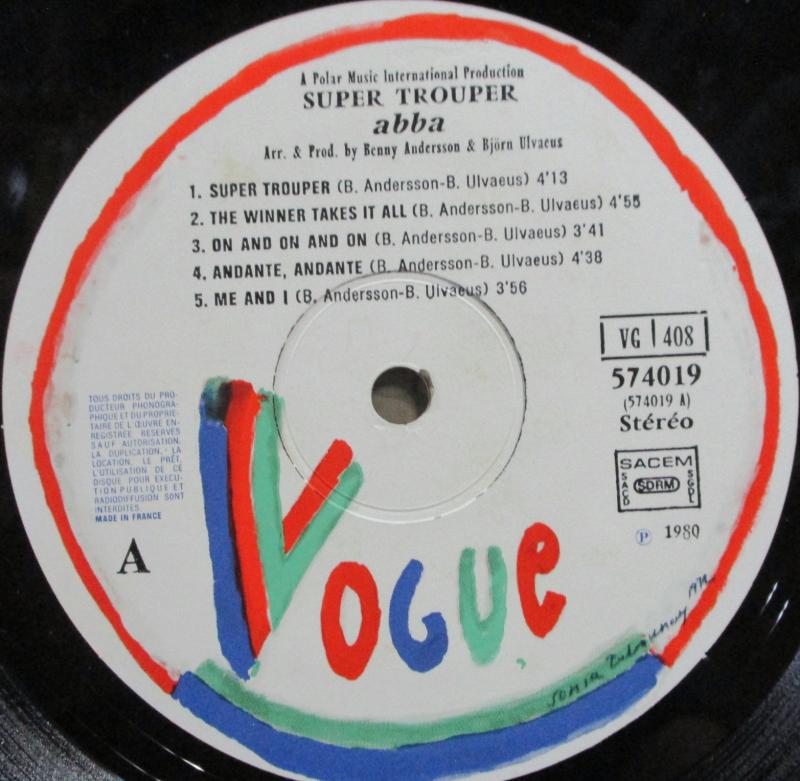 A Polar Music International Production
SUPER TROUPER
abba
Arr. & Prod. by Benny Andersson & Björn Ulvaeus
1. SUPER TROUPER (B. Andersson-B. Ulvaeus) 4'13
2. THE WINNER TAKES IT ALL (B. Andersson-B. Ulvaeus) 4'55
3. ON AND ON AND ON (B. Andersson-B. Ulvaeus) 3'41
4. ANDANTE, ANDANTE (B. Andersson-B. Ulvaeus) 4'38
5. ME AND I (B. Andersson-B. Ulvaeus) 3'56
VG 408
574019
(574019 A)
Stéréo
SACEM
SACD
SDRM
SGDL
℗ 1980
TOUS DROITS DU PRO-
DUCTEUR PHONOGRA-
PHIQUE ET DU PROPRIE-
TAIRE DE L'ŒUVRE EN-
REGISTREE RESERVES
SAUF AUTORISATION,
LA DUPLICATION, LA
LOCATION, LE PRÊT,
L'UTILISATION DE CE
DISQUE POUR EXECU-
TION PUBLIQUE ET
RADIODIFFUSION SONT
INTERDITES.
MADE IN FRANCE
A
VOGUE
Sonia Delaunay